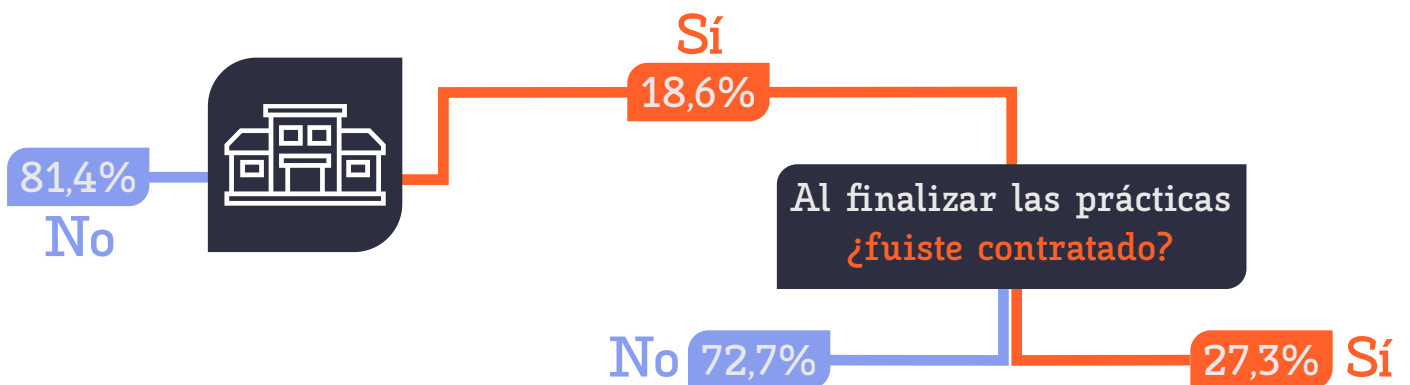 Sí
18,6%
81,4%
No
Al finalizar las prácticas
¿fuiste contratado?
No 72,7%
27,3% Sí